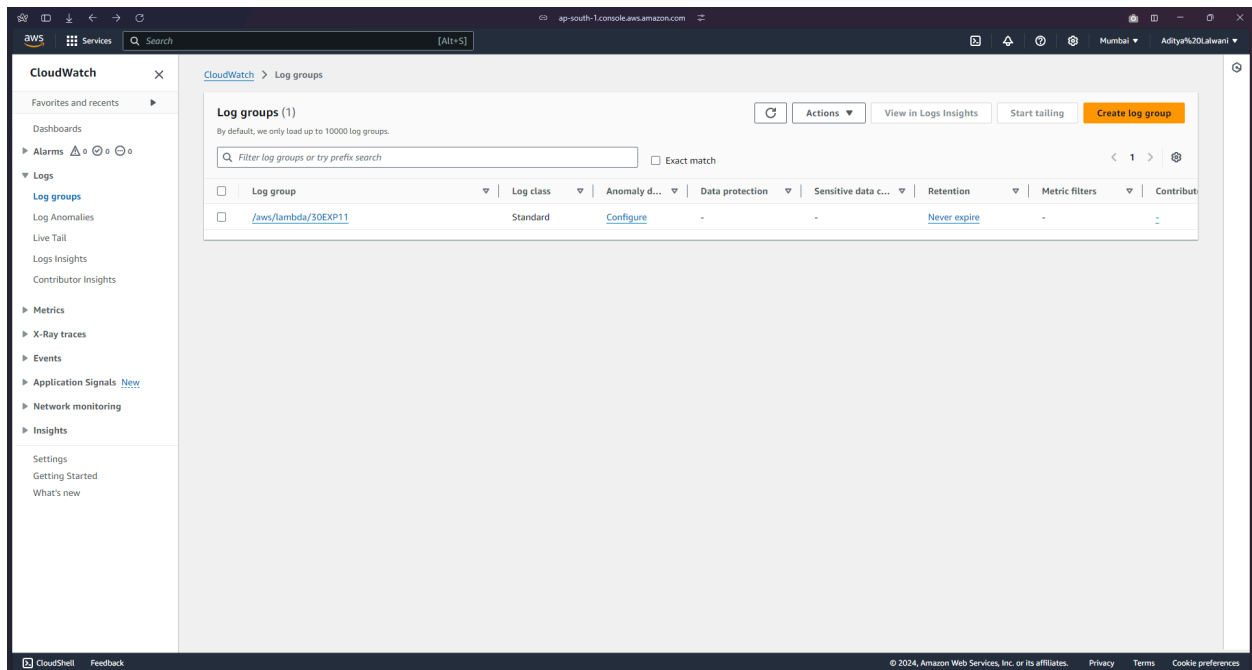 ap-south-1.console.aws.amazon.com
aws
Services
Search
[Alt+S]
Mumbai
Aditya%20Lalwani
CloudWatch
Favorites and recents
Dashboards
Alarms 0 0 0
Logs
Log groups
Log Anomalies
Live Tail
Logs Insights
Contributor Insights
Metrics
X-Ray traces
Events
Application Signals New
Network monitoring
Insights
Settings
Getting Started
What's new
CloudWatch > Log groups
Log groups (1)
By default, we only load up to 10000 log groups.
Actions
View in Logs Insights
Start tailing
Create log group
Filter log groups or try prefix search
Exact match
1
Log group Log class Anomaly d... Data protection Sensitive data c... Retention Metric filters Contribut
/aws/lambda/30EXP11 Standard Configure - - Never expire - -
CloudShell Feedback
© 2024, Amazon Web Services, Inc. or its affiliates. Privacy Terms Cookie preferences